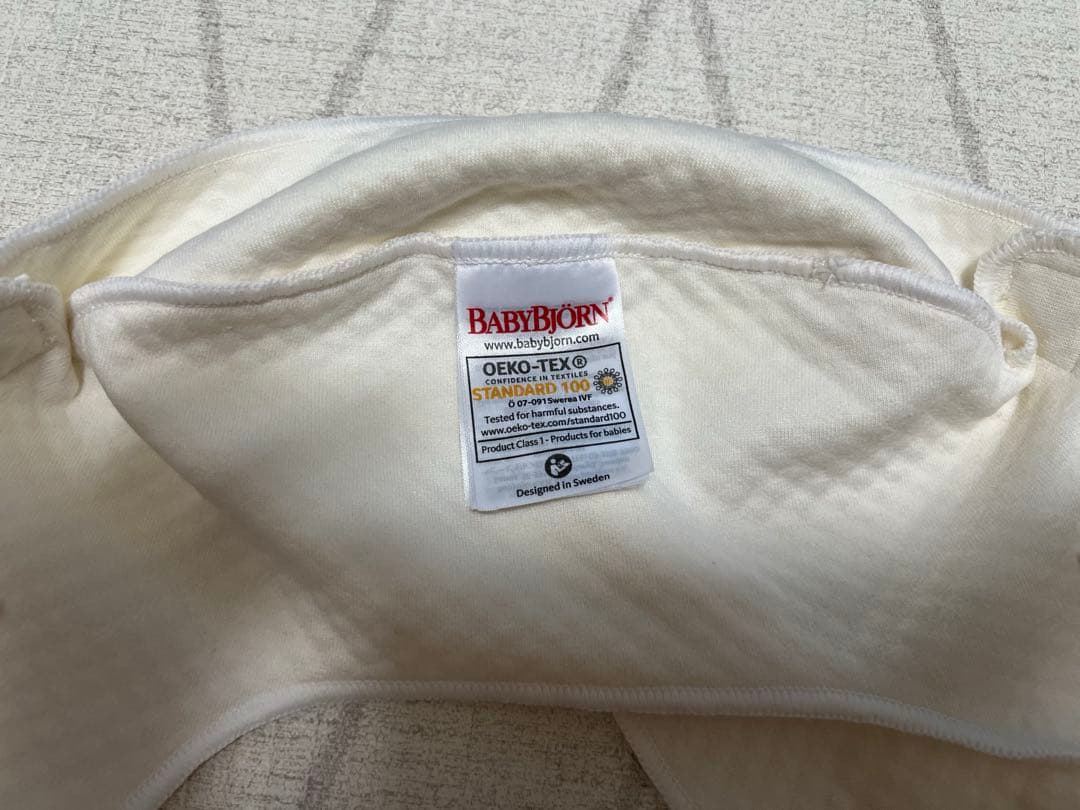 BABYBJÖRN®
www.babybjorn.com
OEKO-TEX®
CONFIDENCE IN TEXTILES
STANDARD 100
Ö 07-091 Swerea IVF
Tested for harmful substances.
www.oeko-tex.com/standard100
Product Class 1 - Products for babies
Designed in Sweden